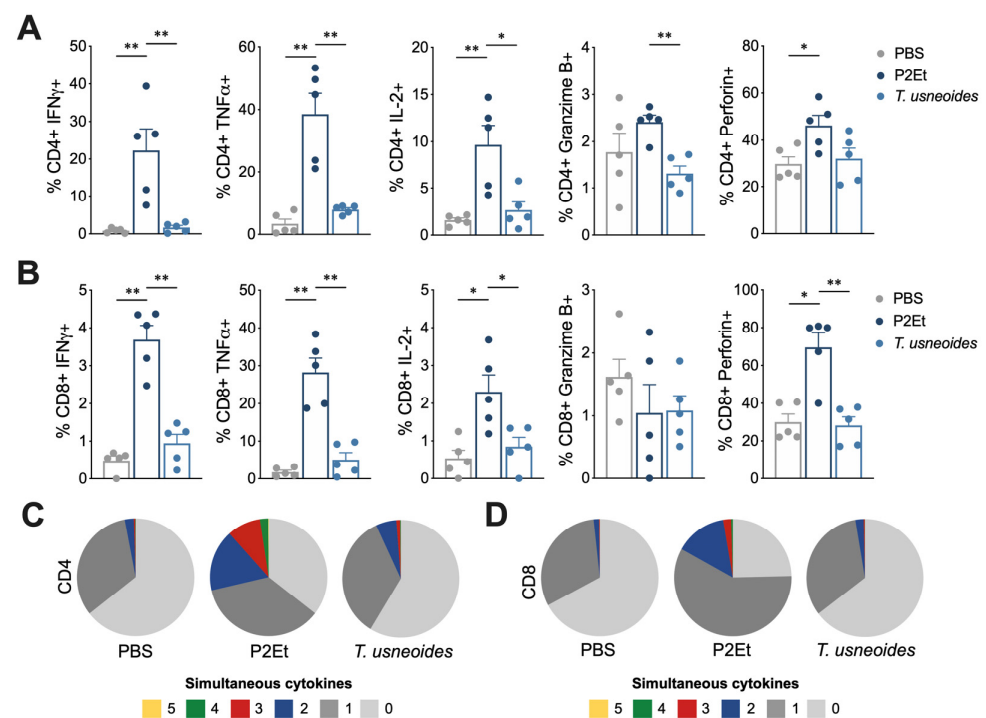 A
% CD4+ IFNγ+
50
40
30
20
10
0
** **
% CD4+ TNFα+
60
40
20
0
** **
% CD4+ IL-2+
20
15
10
5
0
** *
% CD4+ Granzime B+
4
3
2
1
0
**
% CD4+ Perforin+
80
60
40
20
0
*
PBS
P2Et
T. usneoides
B
% CD8+ IFNγ+
5
4
3
2
1
0
** **
% CD8+ TNFα+
50
40
30
20
10
0
** **
% CD8+ IL-2+
5
4
3
2
1
0
* *
% CD8+ Granzime B+
3
2
1
0
% CD8+ Perforin+
100
80
60
40
20
0
* **
PBS
P2Et
T. usneoides
C
CD4
PBS P2Et T. usneoides
Simultaneous cytokines
5 4 3 2 1 0
D
CD8
PBS P2Et T. usneoides
Simultaneous cytokines
5 4 3 2 1 0